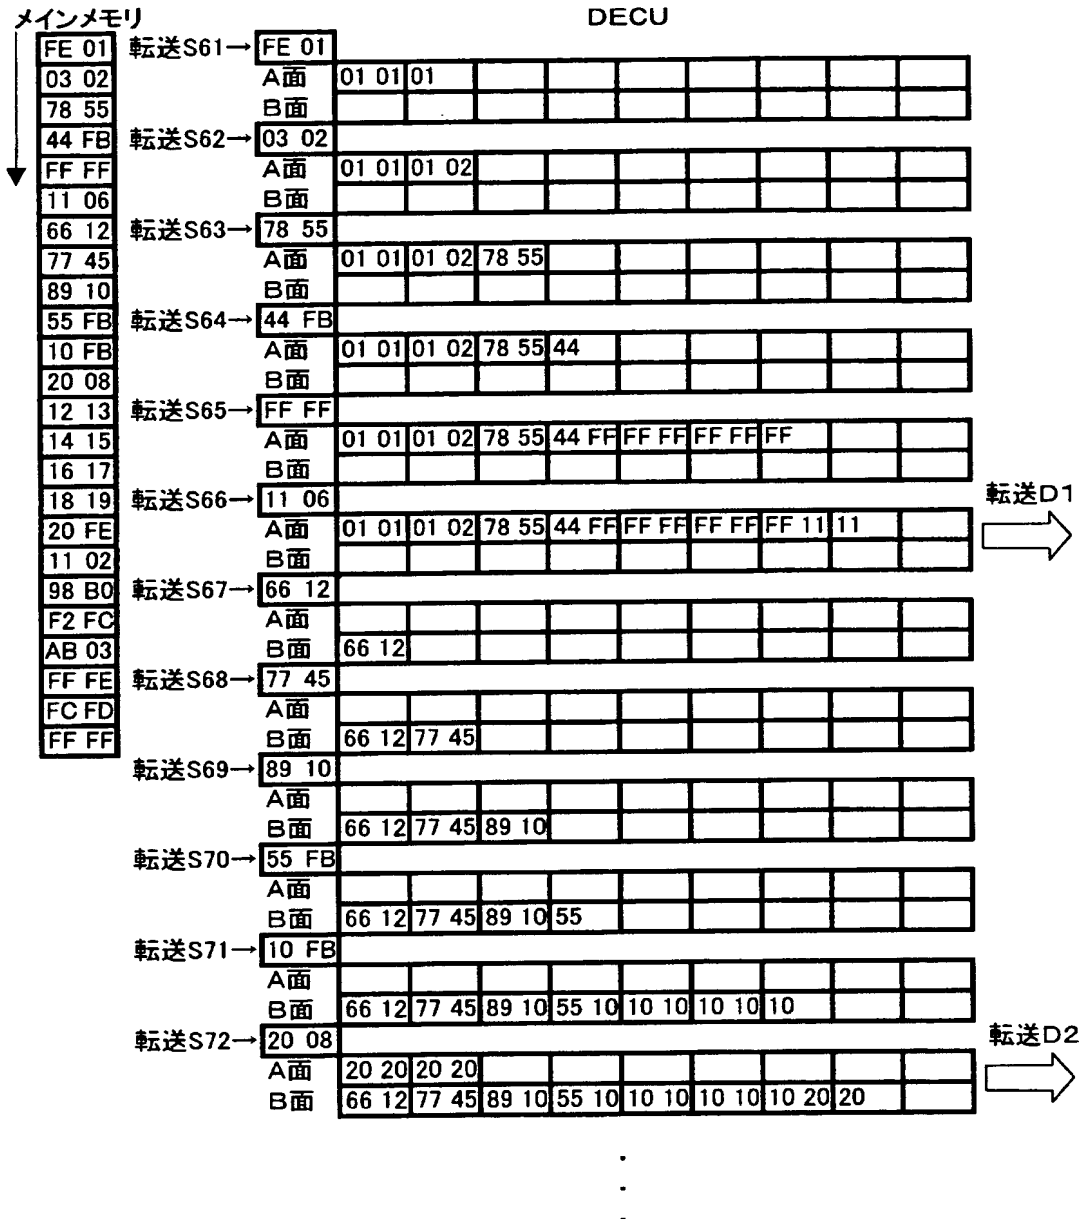 メインメモリ
DECU
FE 01
03 02
78 55
44 FB
FF FF
11 06
66 12
77 45
89 10
55 FB
10 FB
20 08
12 13
14 15
16 17
18 19
20 FE
11 02
98 B0
F2 FC
AB 03
FF FE
FC FD
FF FF
転送S61→ FE 01
A面 01 01 01
B面
転送S62→ 03 02
A面 01 01 01 02
B面
転送S63→ 78 55
A面 01 01 01 02 78 55
B面
転送S64→ 44 FB
A面 01 01 01 02 78 55 44
B面
転送S65→ FF FF
A面 01 01 01 02 78 55 44 FF FF FF FF FF FF
B面
転送S66→ 11 06
A面 01 01 01 02 78 55 44 FF FF FF FF FF FF 11 11
B面
転送D1
転送S67→ 66 12
A面
B面 66 12
転送S68→ 77 45
A面
B面 66 12 77 45
転送S69→ 89 10
A面
B面 66 12 77 45 89 10
転送S70→ 55 FB
A面
B面 66 12 77 45 89 10 55
転送S71→ 10 FB
A面
B面 66 12 77 45 89 10 55 10 10 10 10 10 10
転送S72→ 20 08
A面 20 20 20 20
B面 66 12 77 45 89 10 55 10 10 10 10 10 10 20 20
転送D2